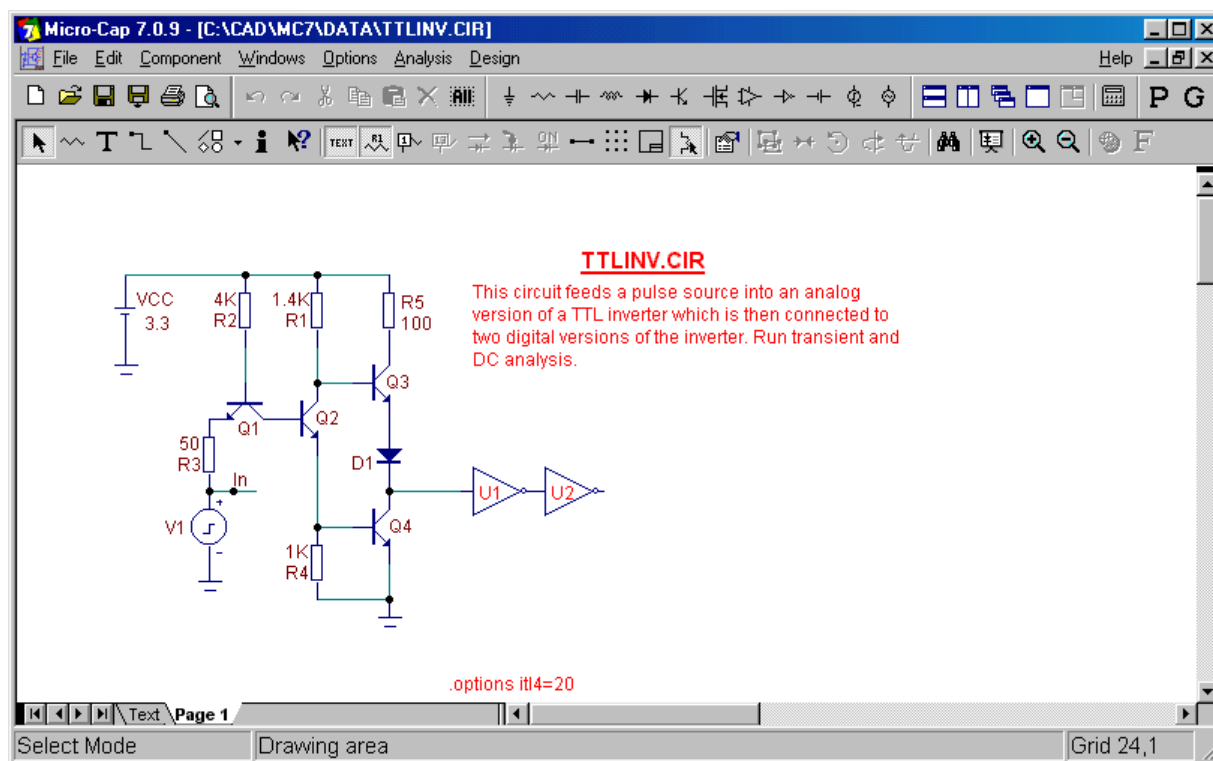 Micro-Cap 7.0.9 - [C:\CAD\MC7\DATA\TTLINV.CIR]
File Edit Component Windows Options Analysis Design Help
P G
T TEXT R1 F
TTLINV.CIR
This circuit feeds a pulse source into an analog
version of a TTL inverter which is then connected to
two digital versions of the inverter. Run transient and
DC analysis.
VCC
3.3
4K
R2
1.4K
R1
R5
100
Q3
Q1
Q2
50
R3
In
D1
U1
U2
V1
+
-
Q4
1K
R4
.options itl4=20
Text Page 1
Select Mode Drawing area Grid 24,1